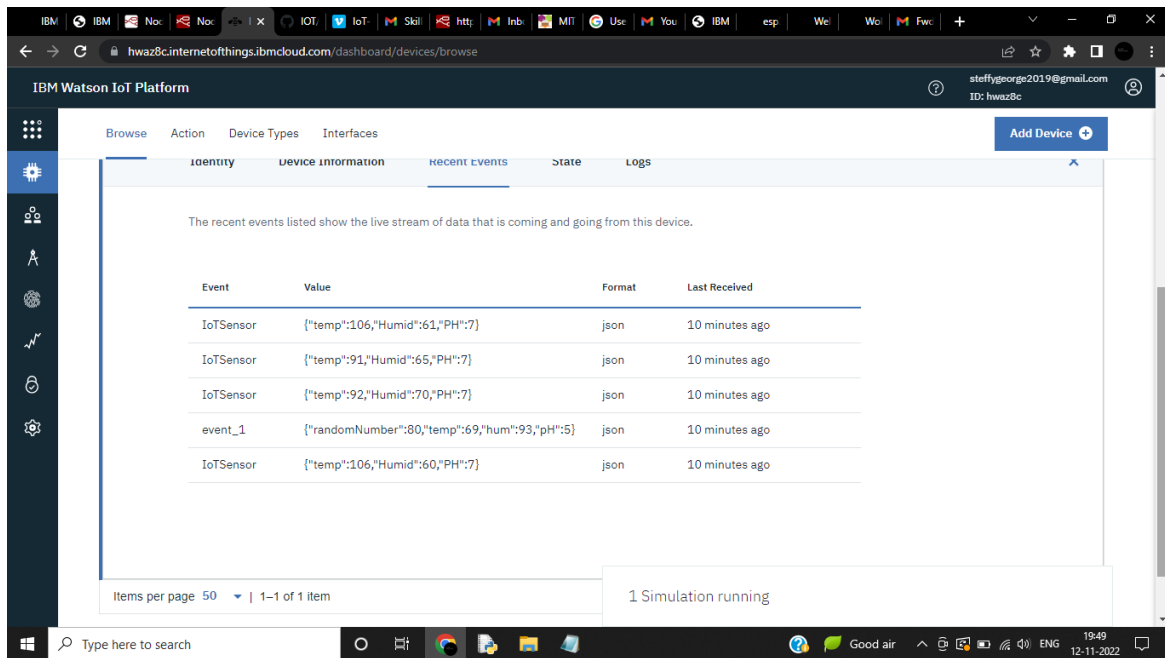 IBM IBM Noc Noc I IOT/ IoT- Skill http Inb MIT Use You IBM esp Wel Wo Fwd
hwaz8c.internetofthings.ibmcloud.com/dashboard/devices/browse
IBM Watson IoT Platform
steffygeorge2019@gmail.com
ID: hwaz8c
Browse Action Device Types Interfaces Add Device
Identity Device Information Recent Events State Logs
The recent events listed show the live stream of data that is coming and going from this device.
Event Value Format Last Received
IoTSensor {"temp":106,"Humid":61,"PH":7} json 10 minutes ago
IoTSensor {"temp":91,"Humid":65,"PH":7} json 10 minutes ago
IoTSensor {"temp":92,"Humid":70,"PH":7} json 10 minutes ago
event_1 {"randomNumber":80,"temp":69,"hum":93,"pH":5} json 10 minutes ago
IoTSensor {"temp":106,"Humid":60,"PH":7} json 10 minutes ago
Items per page 50 | 1–1 of 1 item
1 Simulation running
Type here to search
Good air ENG
19:49
12-11-2022